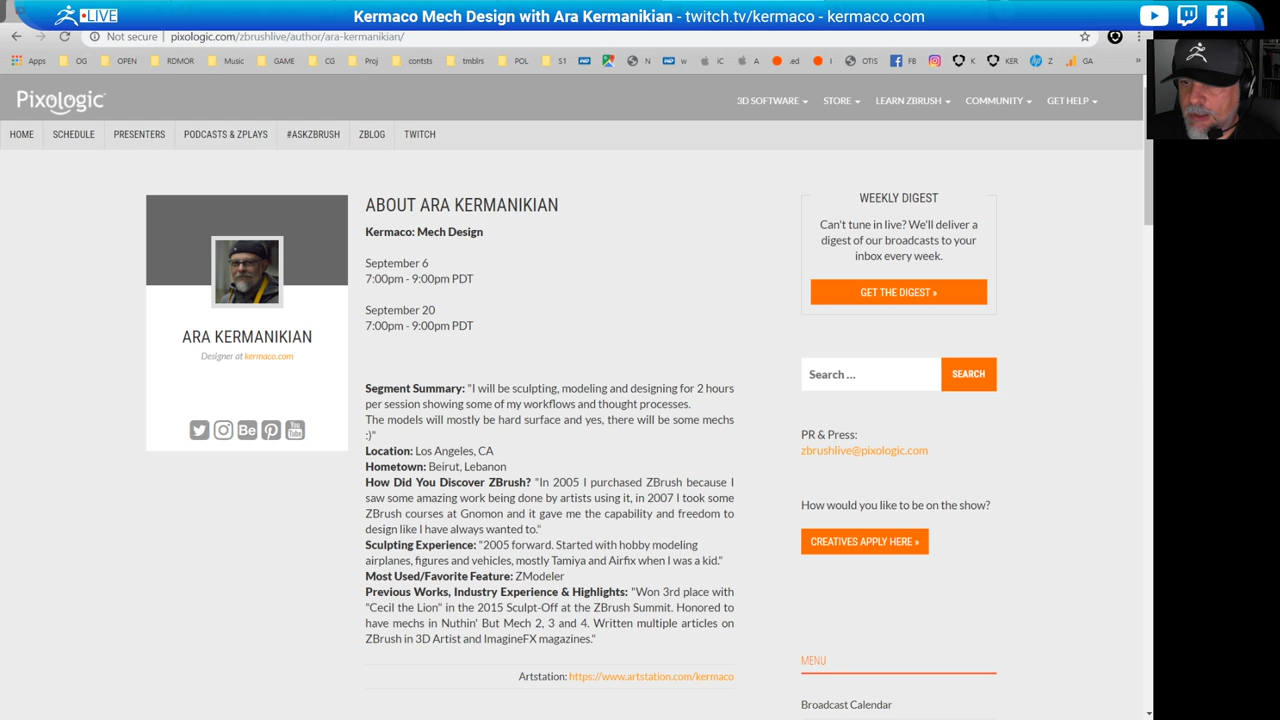 LIVE
Kermaco Mech Design with Ara Kermanikian - twitch.tv/kermaco - kermaco.com
Not secure | pixologic.com/zbrushlive/author/ara-kermanikian/
Apps OG OPEN RDMOR Music GAME CG Proj contsts tmblrs POL S1 N w iC A .ed I OTIS FB K KER Z GA »
Pixologic
3D SOFTWARE STORE LEARN ZBRUSH COMMUNITY GET HELP
HOME SCHEDULE PRESENTERS PODCASTS & ZPLAYS #ASKZBRUSH ZBLOG TWITCH
ARA KERMANIKIAN
Designer at kermaco.com
Be
You
Tube
ABOUT ARA KERMANIKIAN
Kermaco: Mech Design
September 6
7:00pm - 9:00pm PDT
September 20
7:00pm - 9:00pm PDT
Segment Summary: "I will be sculpting, modeling and designing for 2 hours
per session showing some of my workflows and thought processes.
The models will mostly be hard surface and yes, there will be some mechs
:)"
Location: Los Angeles, CA
Hometown: Beirut, Lebanon
How Did You Discover ZBrush? "In 2005 I purchased ZBrush because I
saw some amazing work being done by artists using it, in 2007 I took some
ZBrush courses at Gnomon and it gave me the capability and freedom to
design like I have always wanted to."
Sculpting Experience: "2005 forward. Started with hobby modeling
airplanes, figures and vehicles, mostly Tamiya and Airfix when I was a kid."
Most Used/Favorite Feature: ZModeler
Previous Works, Industry Experience & Highlights: "Won 3rd place with
"Cecil the Lion" in the 2015 Sculpt-Off at the ZBrush Summit. Honored to
have mechs in Nuthin' But Mech 2, 3 and 4. Written multiple articles on
ZBrush in 3D Artist and ImagineFX magazines."
Artstation: https://www.artstation.com/kermaco
WEEKLY DIGEST
Can't tune in live? We'll deliver a
digest of our broadcasts to your
inbox every week.
GET THE DIGEST »
Search ...
SEARCH
PR & Press:
zbrushlive@pixologic.com
How would you like to be on the show?
CREATIVES APPLY HERE »
MENU
Broadcast Calendar